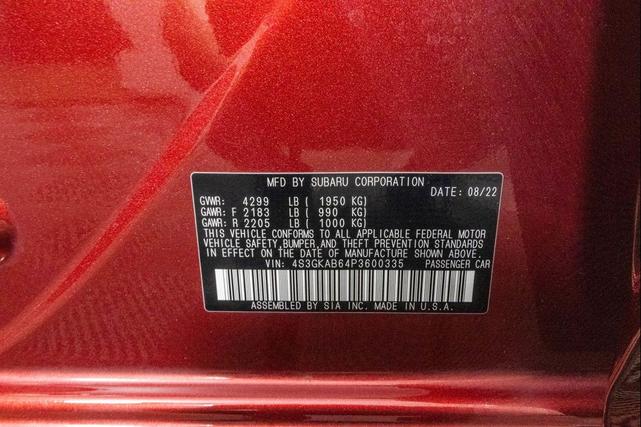 MFD BY SUBARU CORPORATION
DATE: 08/22
GVWR: 4299 LB ( 1950 KG)
GAWR: F 2183 LB ( 990 KG)
GAWR: R 2205 LB ( 1000 KG)
THIS VEHICLE CONFORMS TO ALL APPLICABLE FEDERAL MOTOR
VEHICLE SAFETY,BUMPER,AND THEFT PREVENTION STANDARDS
IN EFFECT ON THE DATE OF MANUFACTURE SHOWN ABOVE.
VIN: 4S3GKAB64P3600335 PASSENGER CAR
ASSEMBLED BY SIA INC. MADE IN U.S.A.